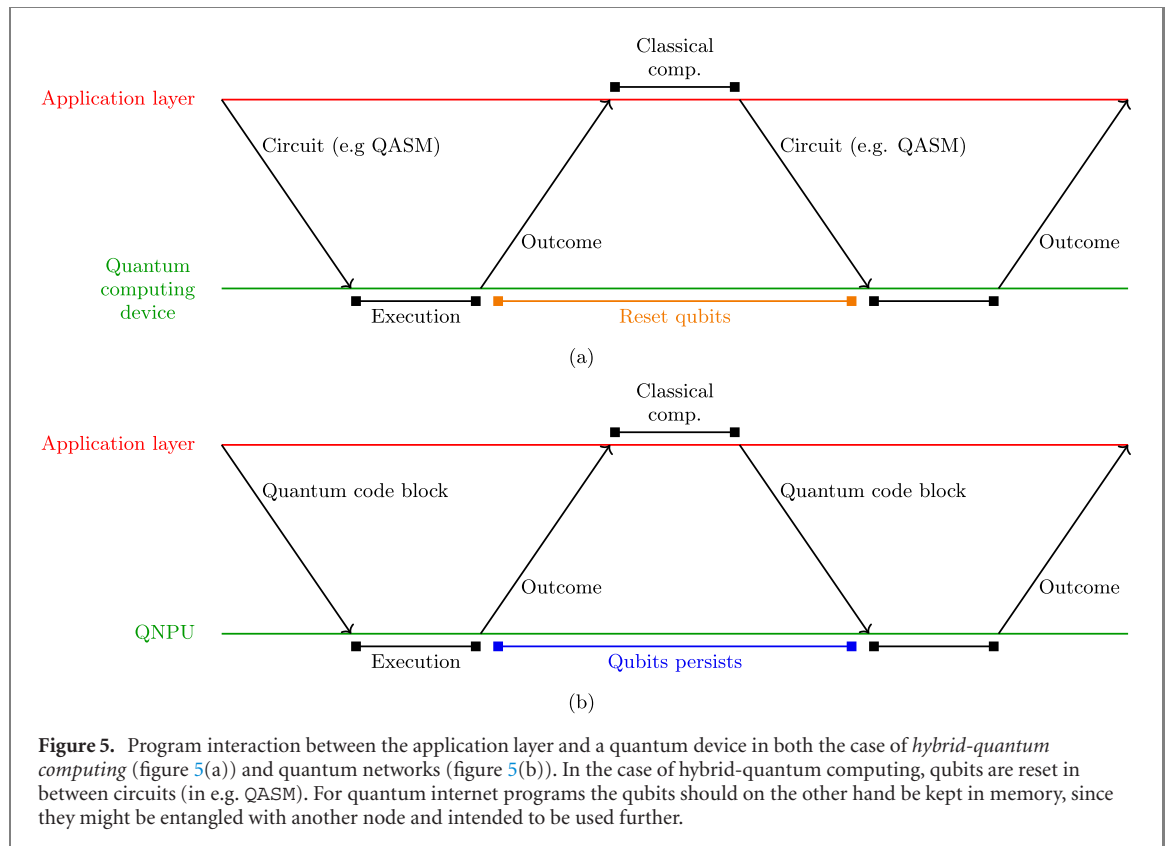 Classical
comp.
Application layer
Circuit (e.g QASM)
Circuit (e.g. QASM)
Outcome
Outcome
Quantum
computing
device
Execution
Reset qubits
(a)
Classical
comp.
Application layer
Quantum code block
Quantum code block
Outcome
Outcome
QNPU
Execution
Qubits persists
(b)
Figure 5. Program interaction between the application layer and a quantum device in both the case of hybrid-quantum
computing (figure 5(a)) and quantum networks (figure 5(b)). In the case of hybrid-quantum computing, qubits are reset in
between circuits (in e.g. QASM). For quantum internet programs the qubits should on the other hand be kept in memory, since
they might be entangled with another node and intended to be used further.